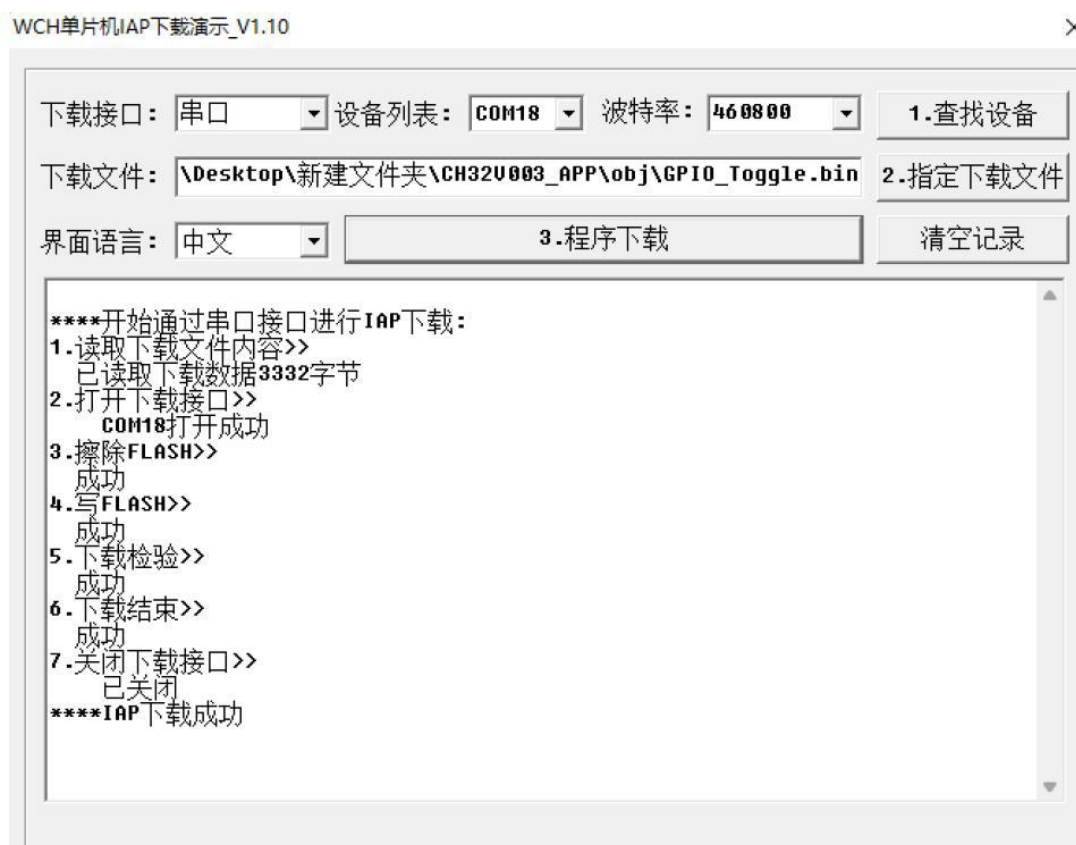 WCH单片机IAP下载演示_V1.10
下载接口: 串口 设备列表: COM18 波特率: 460800 1.查找设备
下载文件: \Desktop\新建文件夹\CH32V003_APP\obj\GPIO_Toggle.bin 2.指定下载文件
界面语言: 中文 3.程序下载 清空记录
****开始通过串口接口进行IAP下载:
1.读取下载文件内容>>
已读取下载数据3332字节
2.打开下载接口>>
COM18打开成功
3.擦除FLASH>>
成功
4.写FLASH>>
成功
5.下载检验>>
成功
6.下载结束>>
成功
7.关闭下载接口>>
已关闭
****IAP下载成功